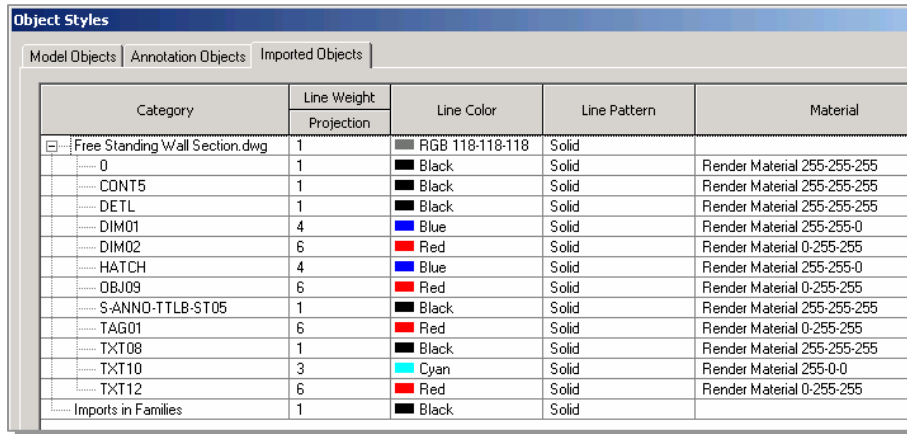 Object Styles
Model Objects Annotation Objects Imported Objects
Category Line Weight Line Color Line Pattern Material
Projection
Free Standing Wall Section.dwg 1 RGB 118-118-118 Solid
0 1 Black Solid Render Material 255-255-255
CONT5 1 Black Solid Render Material 255-255-255
DETL 1 Black Solid Render Material 255-255-255
DIM01 4 Blue Solid Render Material 255-255-0
DIM02 6 Red Solid Render Material 0-255-255
HATCH 4 Blue Solid Render Material 255-255-0
OBJ09 6 Red Solid Render Material 0-255-255
S-ANNO-TTLB-ST05 1 Black Solid Render Material 255-255-255
TAG01 6 Red Solid Render Material 0-255-255
TXT08 1 Black Solid Render Material 255-255-255
TXT10 3 Cyan Solid Render Material 255-0-0
TXT12 6 Red Solid Render Material 0-255-255
Imports in Families 1 Black Solid